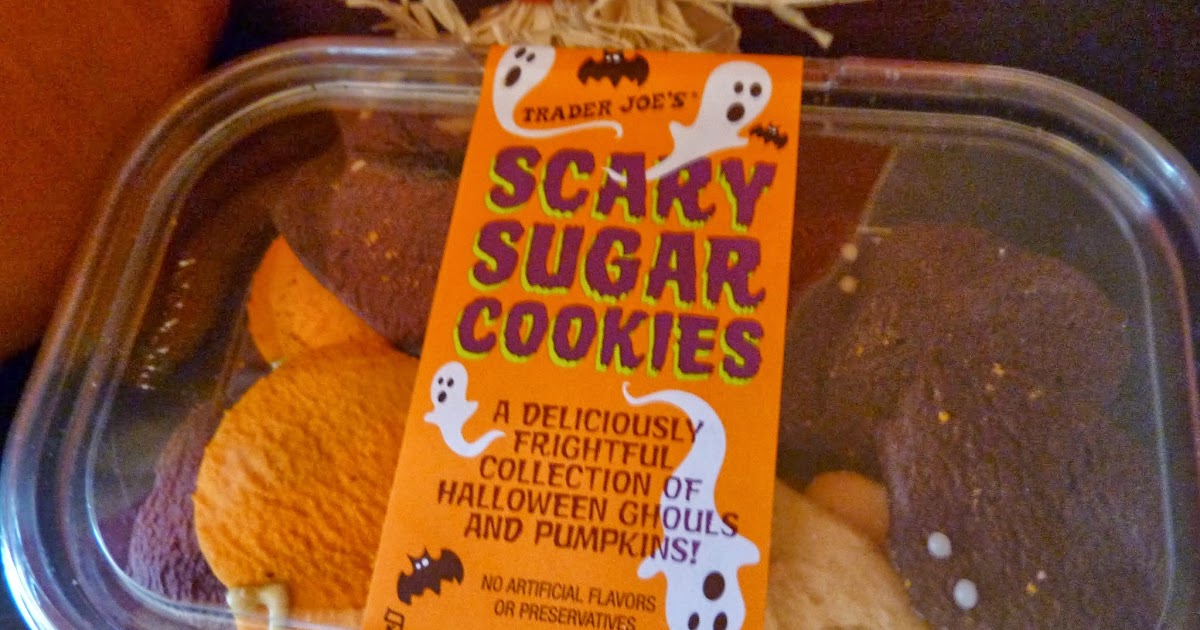 TRADER JOE'S
SCARY
SUGAR
COOKIES
A DELICIOUSLY
FRIGHTFUL
COLLECTION OF
HALLOWEEN GHOULS
AND PUMPKINS!
NO ARTIFICIAL FLAVORS
OR PRESERVATIVES